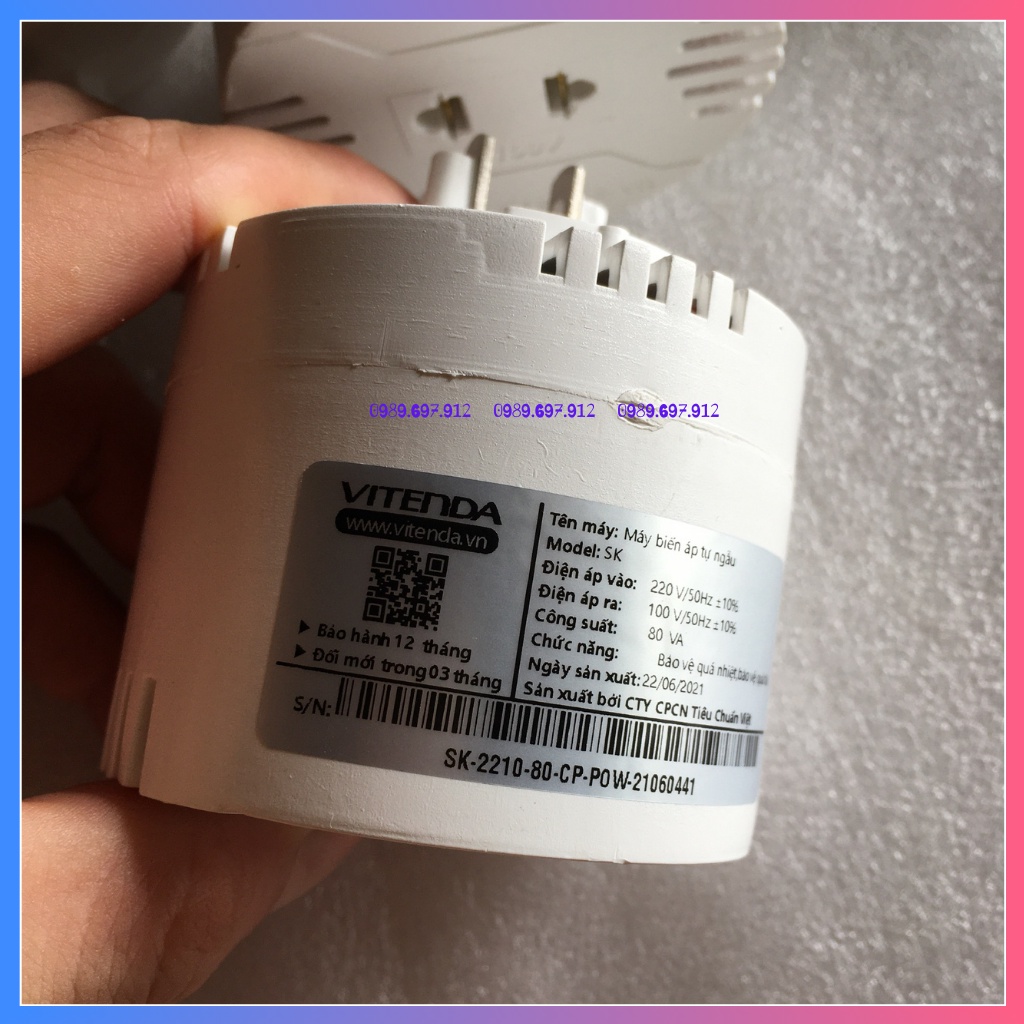 0989.697.912 0989.697.912 0989.697.912
VITENDA
www.vitenda.vn
▶ Bảo hành 12 tháng
▶ Đổi mới trong 03 tháng
Tên máy: Máy biến áp tự ngẫu
Model: SK
Điện áp vào: 220 V/50Hz ±10%
Điện áp ra: 100 V/50Hz ±10%
Công suất: 80 VA
Chức năng: Bảo vệ quá nhiệt, bảo vệ
Ngày sản xuất: 22/06/2021
Sản xuất bởi CTY CPCN Tiêu Chuẩn Việt
S/N:
SK-2210-80-CP-POW-21060441